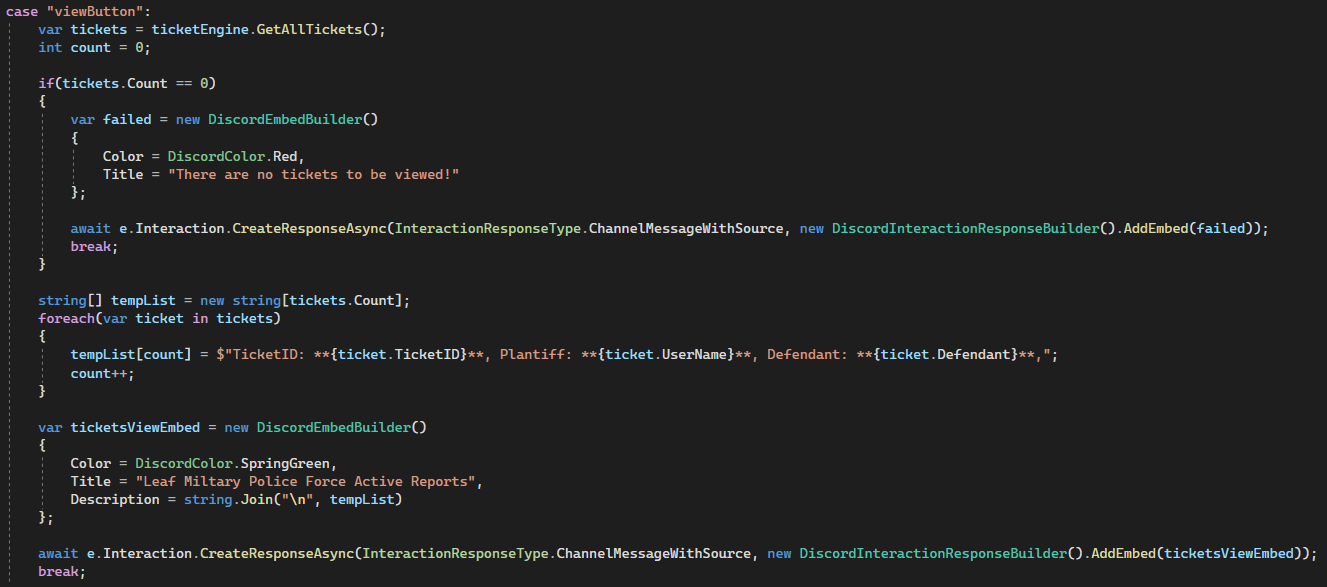 case "viewButton":
var tickets = ticketEngine.GetAllTickets();
int count = 0;
if(tickets.Count == 0)
{
var failed = new DiscordEmbedBuilder()
{
Color = DiscordColor.Red,
Title = "There are no tickets to be viewed!"
};
await e.Interaction.CreateResponseAsync(InteractionResponseType.ChannelMessageWithSource, new DiscordInteractionResponseBuilder().AddEmbed(failed));
break;
}
string[] tempList = new string[tickets.Count];
foreach(var ticket in tickets)
{
tempList[count] = $"TicketID: **{ticket.TicketID}**, Plantiff: **{ticket.UserName}**, Defendant: **{ticket.Defendant}**,";
count++;
}
var ticketsViewEmbed = new DiscordEmbedBuilder()
{
Color = DiscordColor.SpringGreen,
Title = "Leaf Miltary Police Force Active Reports",
Description = string.Join("\n", tempList)
};
await e.Interaction.CreateResponseAsync(InteractionResponseType.ChannelMessageWithSource, new DiscordInteractionResponseBuilder().AddEmbed(ticketsViewEmbed));
break;